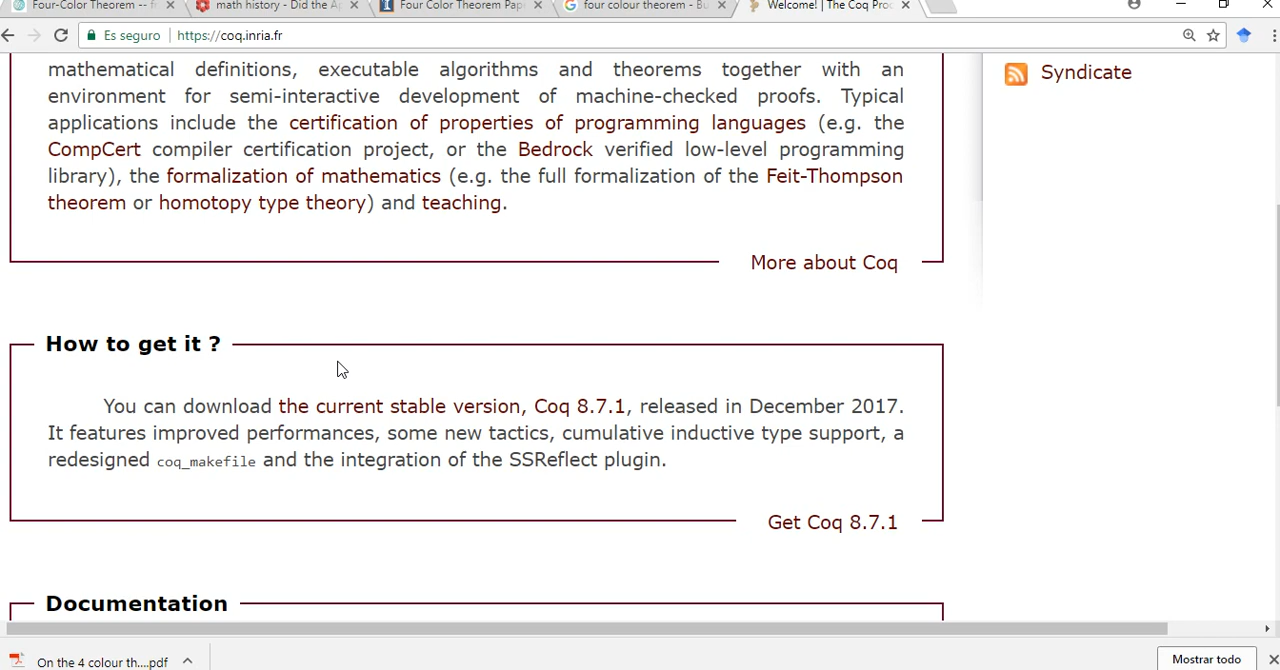 Four-Color Theorem -- fr
math history - Did the Ap
Four Color Theorem Pape
four colour theorem - Bu
Welcome! | The Coq Proo
Es seguro | https://coq.inria.fr
mathematical definitions, executable algorithms and theorems together with an
environment for semi-interactive development of machine-checked proofs. Typical
applications include the certification of properties of programming languages (e.g. the
CompCert compiler certification project, or the Bedrock verified low-level programming
library), the formalization of mathematics (e.g. the full formalization of the Feit-Thompson
theorem or homotopy type theory) and teaching.
More about Coq
Syndicate
How to get it ?
You can download the current stable version, Coq 8.7.1, released in December 2017.
It features improved performances, some new tactics, cumulative inductive type support, a
redesigned coq_makefile and the integration of the SSReflect plugin.
Get Coq 8.7.1
Documentation
On the 4 colour th....pdf
Mostrar todo